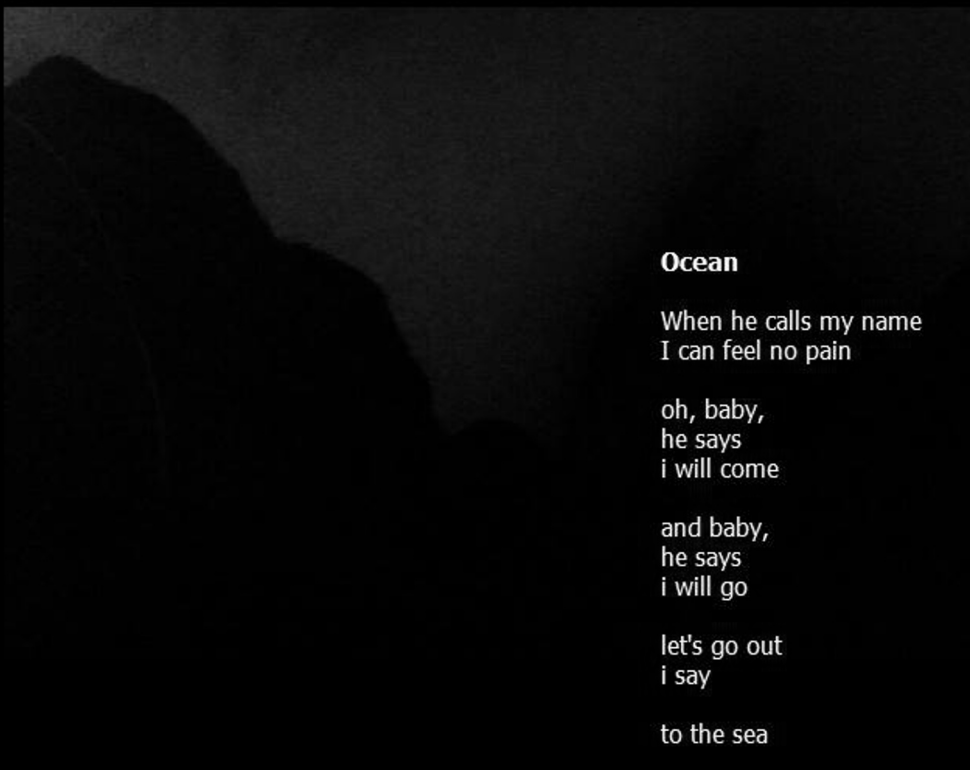 Ocean
When he calls my name
I can feel no pain
oh, baby,
he says
i will come
and baby,
he says
i will go
let's go out
i say
to the sea